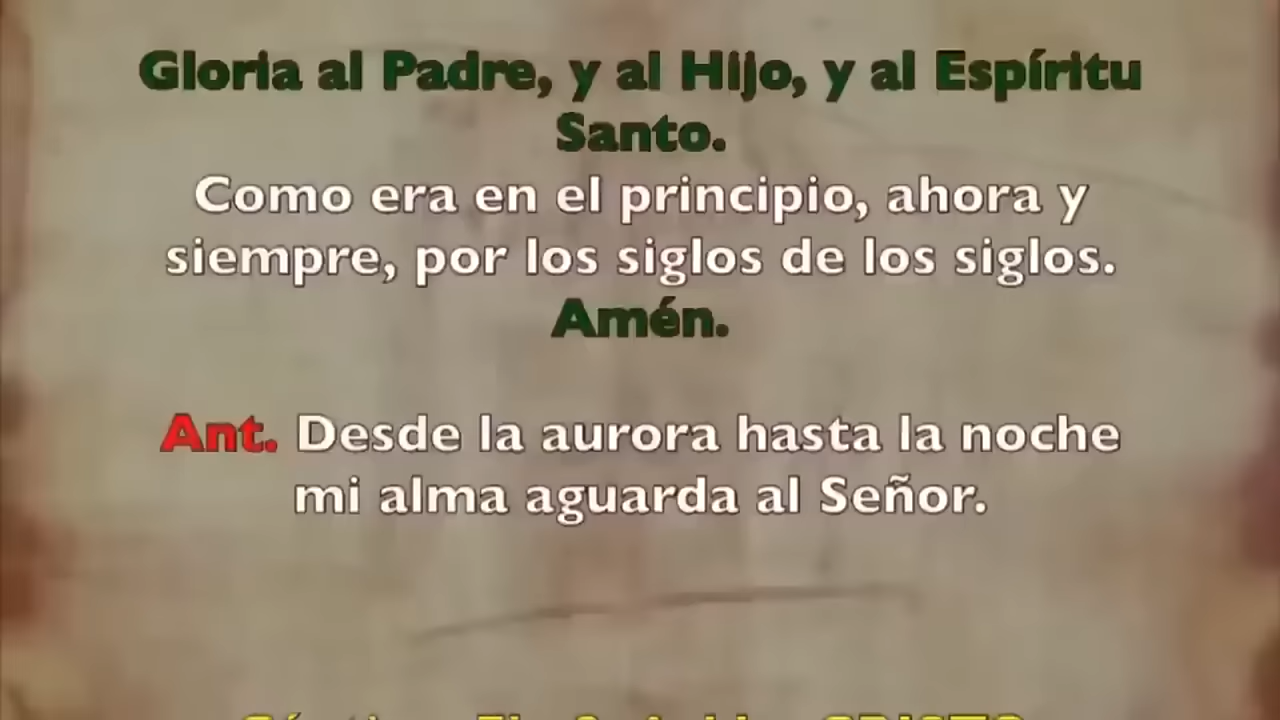 Gloria al Padre, y al Hijo, y al Espíritu
Santo.
Como era en el principio, ahora y
siempre, por los siglos de los siglos.
Amén.
Ant. Desde la aurora hasta la noche
mi alma aguarda al Señor.